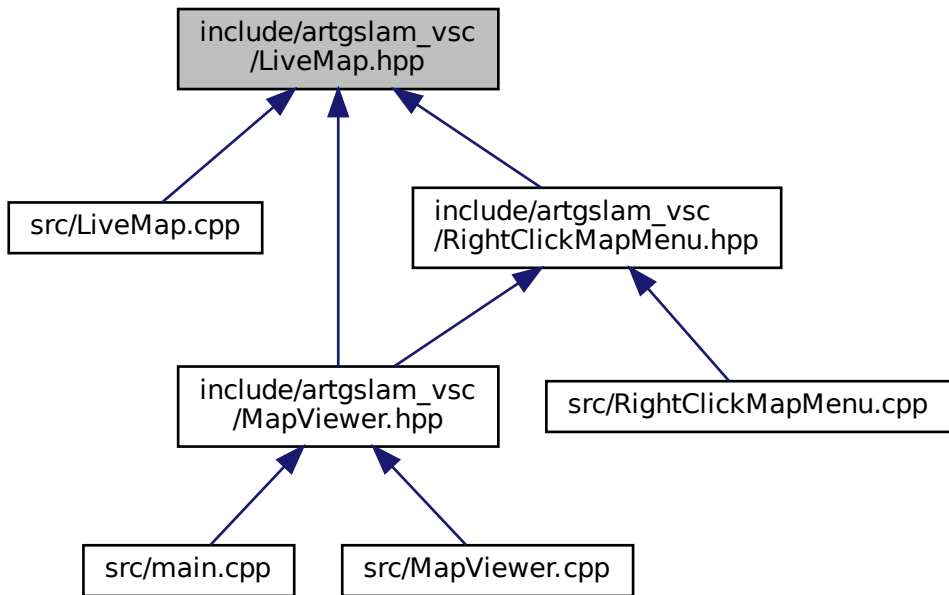 include/artgslam_vsc
/LiveMap.hpp
src/LiveMap.cpp
include/artgslam_vsc
/RightClickMapMenu.hpp
include/artgslam_vsc
/MapViewer.hpp
src/RightClickMapMenu.cpp
src/main.cpp
src/MapViewer.cpp